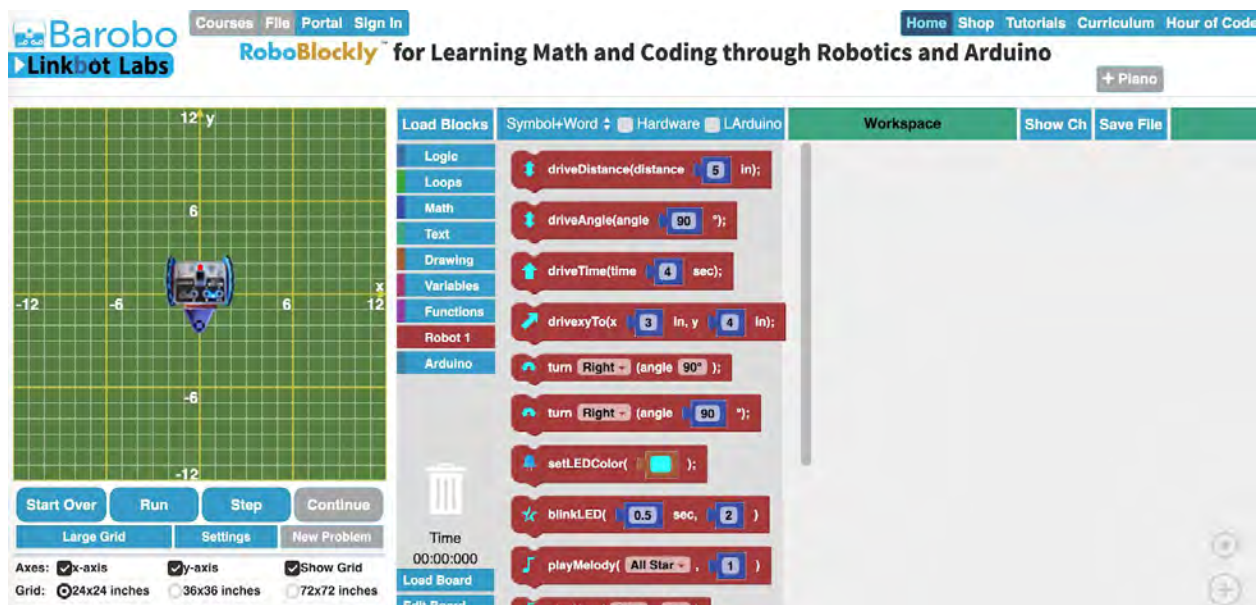 Barobo
Linkbot Labs
Courses File Portal Sign In
Home Shop Tutorials Curriculum Hour of Code
RoboBlockly™ for Learning Math and Coding through Robotics and Arduino
+ Piano
12 y
6
-12 -6 6 12 x
-6
-12
Start Over Run Step Continue
Large Grid Settings New Problem
Axes: x-axis y-axis Show Grid
Grid: 24x24 inches 36x36 inches 72x72 inches
Load Blocks Symbol+Word Hardware LArduino
Logic
Loops
Math
Text
Drawing
Variables
Functions
Robot 1
Arduino
Time
00:00:000
Load Board
Edit Board
driveDistance(distance 5 in);
driveAngle(angle 90 °);
driveTime(time 4 sec);
drivexyTo(x 3 in, y 4 in);
turn Right (angle 90° );
turn Right (angle 90 °);
setLEDColor( );
blinkLED( 0.5 sec, 2 )
playMelody( All Star , 1 )
Workspace Show Ch Save File